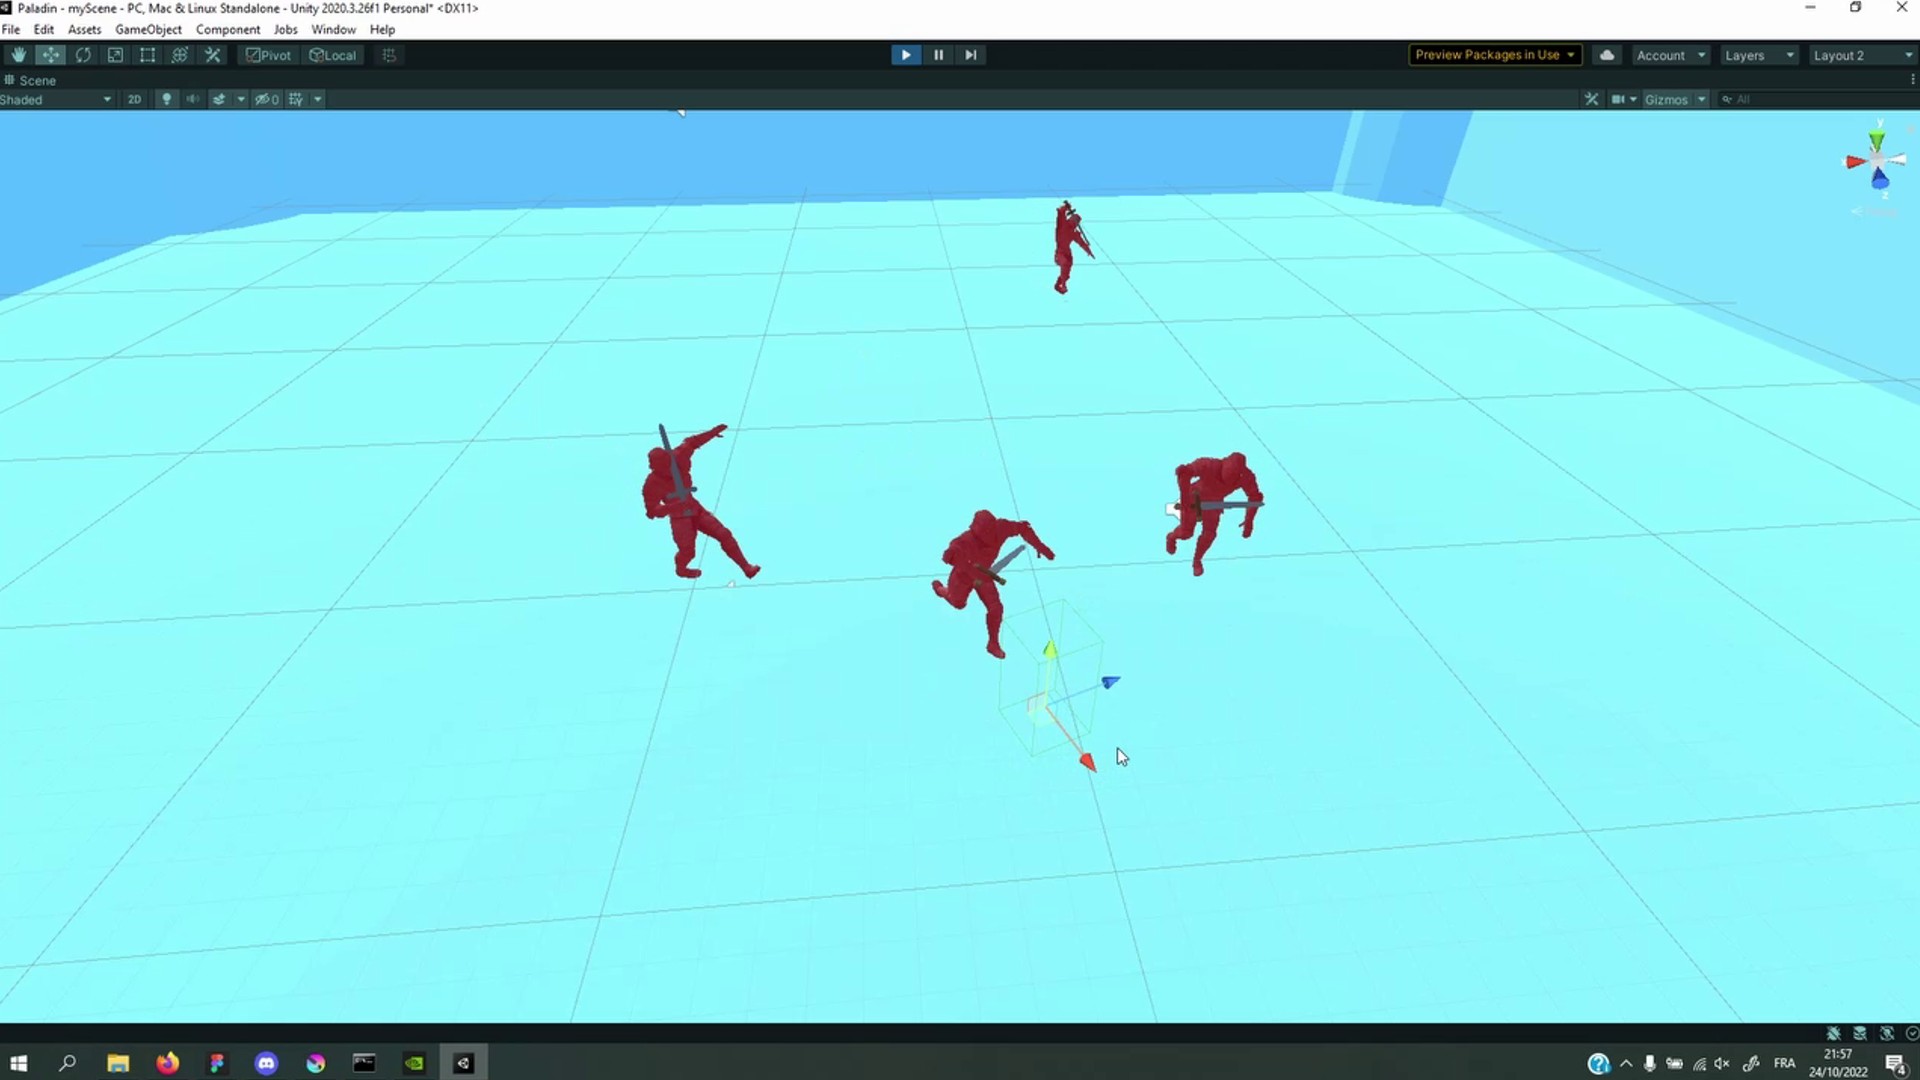 Paladin - myScene - PC, Mac & Linux Standalone - Unity 2020.3.26f1 Personal* <DX11>
File Edit Assets GameObject Component Jobs Window Help
Pivot Local Preview Packages in Use Account Layers Layout 2
Scene
Shaded 2D 0 Gizmos All
y
z
FRA
21:57
24/10/2022
4